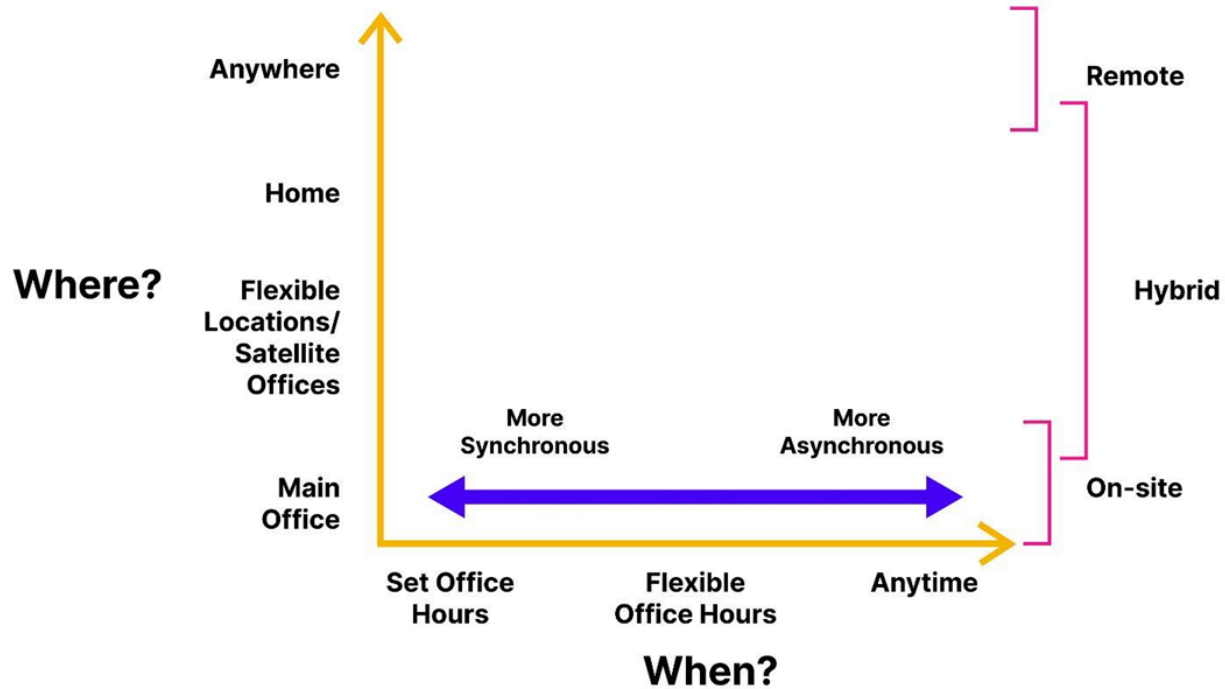 Anywhere
Remote
Home
Where?
Flexible
Locations/
Satellite
Offices
Hybrid
More
Synchronous
More
Asynchronous
Main
Office
On-site
Set Office
Hours
Flexible
Office Hours
Anytime
When?